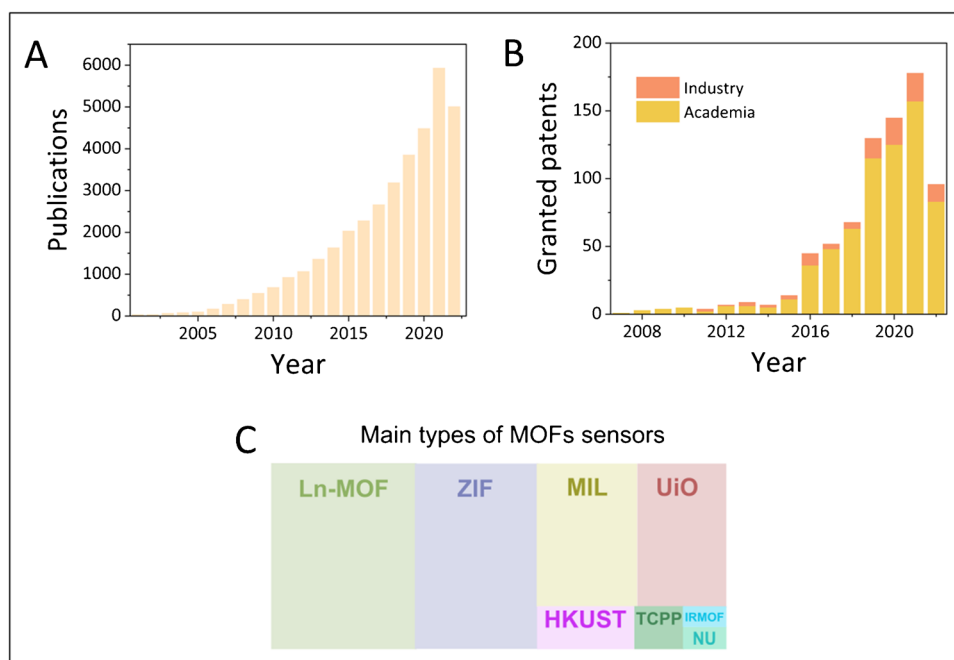 A
Publications
6000
5000
4000
3000
2000
1000
0
2005
2010
2015
2020
Year
B
Granted patents
200
150
100
50
0
Industry
Academia
2008
2012
2016
2020
Year
C
Main types of MOFs sensors
Ln-MOF
ZIF
MIL
UiO
HKUST
TCPP
IRMOF
NU